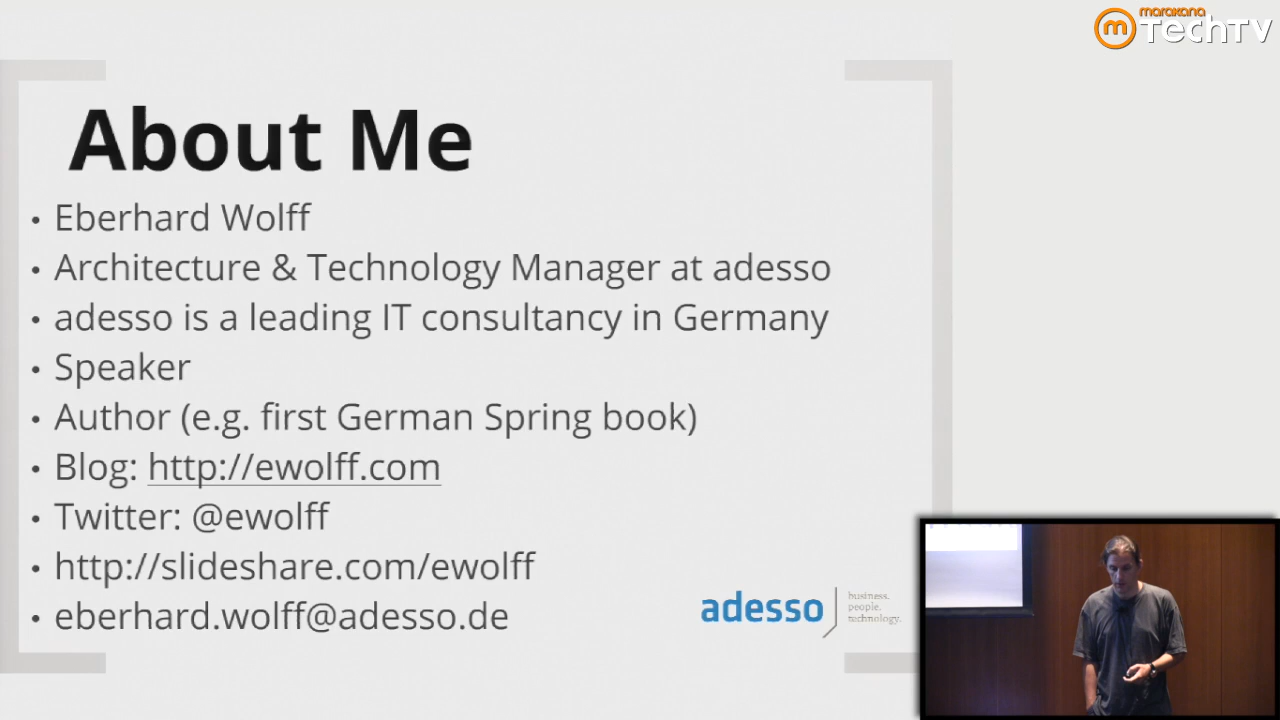 marakana
TechTV
About Me
• Eberhard Wolff
• Architecture & Technology Manager at adesso
• adesso is a leading IT consultancy in Germany
• Speaker
• Author (e.g. first German Spring book)
• Blog: http://ewolff.com
• Twitter: @ewolff
• http://slideshare.com/ewolff
• eberhard.wolff@adesso.de
adesso
business.
people.
technology.